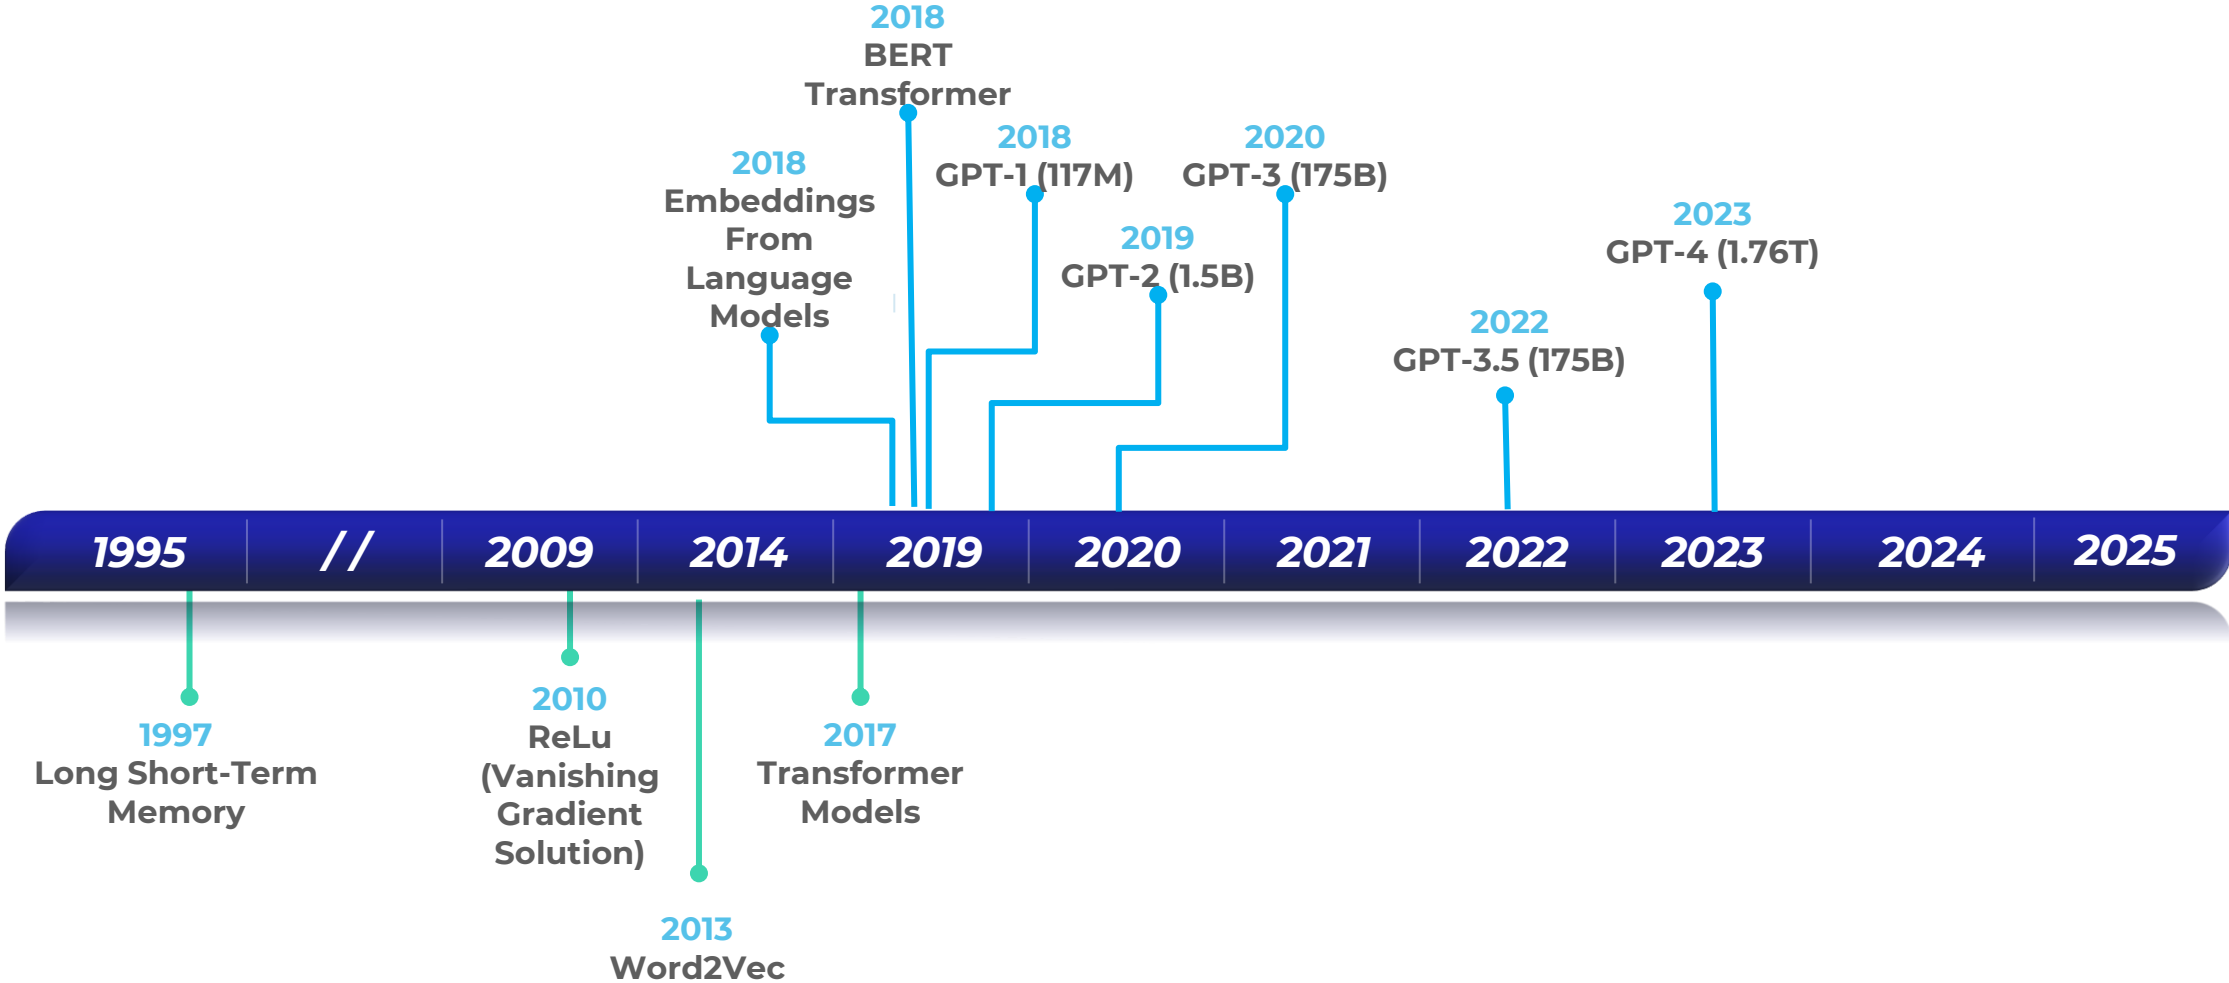 2018
BERT
Transformer
2018
Embeddings
From
Language
Models
2018
GPT-1 (117M)
2019
GPT-2 (1.5B)
2020
GPT-3 (175B)
2022
GPT-3.5 (175B)
2023
GPT-4 (1.76T)
1995 // 2009 2014 2019 2020 2021 2022 2023 2024 2025
1997
Long Short-Term
Memory
2010
ReLu
(Vanishing
Gradient
Solution)
2013
Word2Vec
2017
Transformer
Models